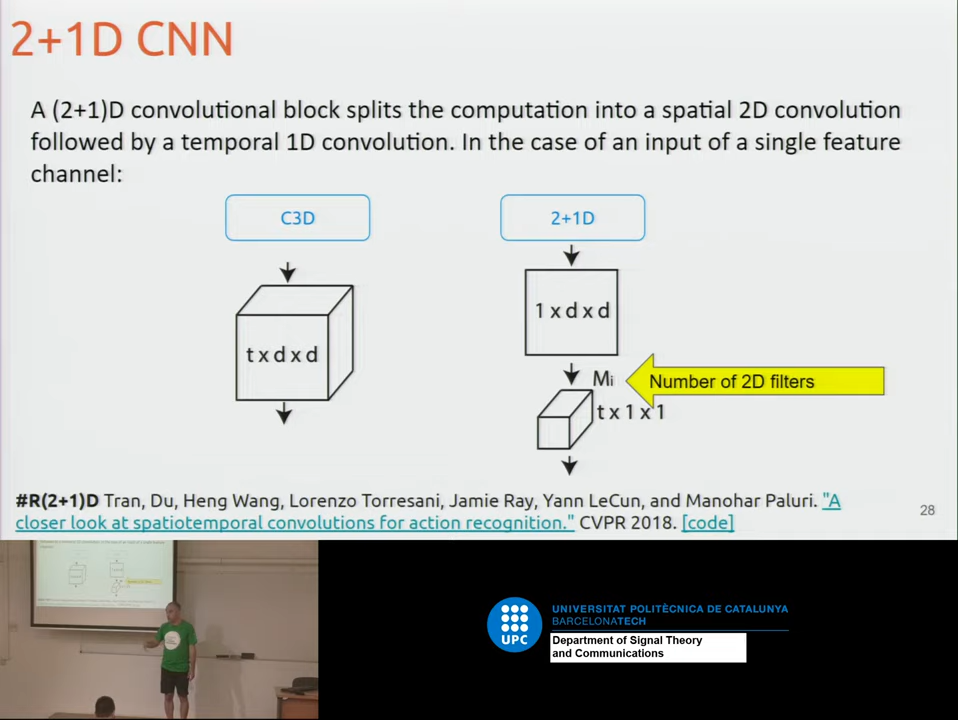 2+1D CNN
A (2+1)D convolutional block splits the computation into a spatial 2D convolution
followed by a temporal 1D convolution. In the case of an input of a single feature
channel:
C3D
2+1D
t x d x d
1 x d x d
Mi
Number of 2D filters
t x 1 x 1
#R(2+1)D Tran, Du, Heng Wang, Lorenzo Torresani, Jamie Ray, Yann LeCun, and Manohar Paluri. "A
closer look at spatiotemporal convolutions for action recognition." CVPR 2018. [code]
28
UPC
UNIVERSITAT POLITÈCNICA DE CATALUNYA
BARCELONATECH
Department of Signal Theory
and Communications